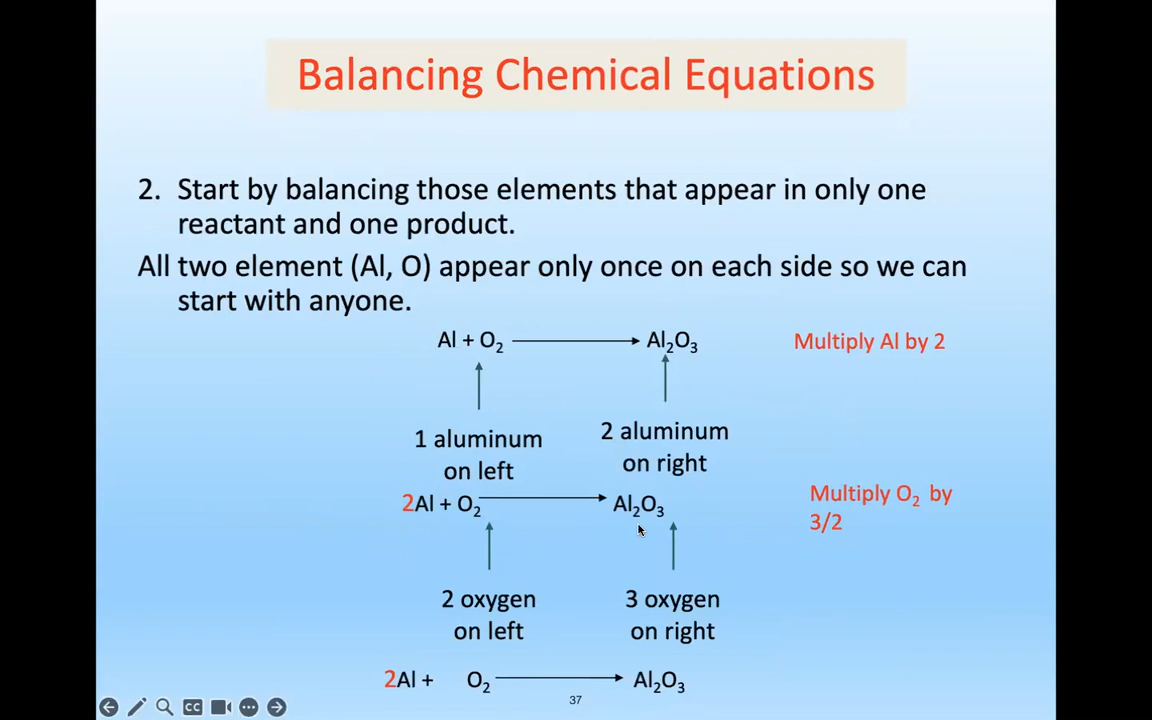 Balancing Chemical Equations
2. Start by balancing those elements that appear in only one
reactant and one product.
All two element (Al, O) appear only once on each side so we can
start with anyone.
Al + O₂ Al₂O₃ Multiply Al by 2
1 aluminum
on left
2 aluminum
on right
2Al + O₂ Al₂O₃
Multiply O₂ by
3/2
2 oxygen
on left
3 oxygen
on right
2Al + O₂ Al₂O₃
CC
37